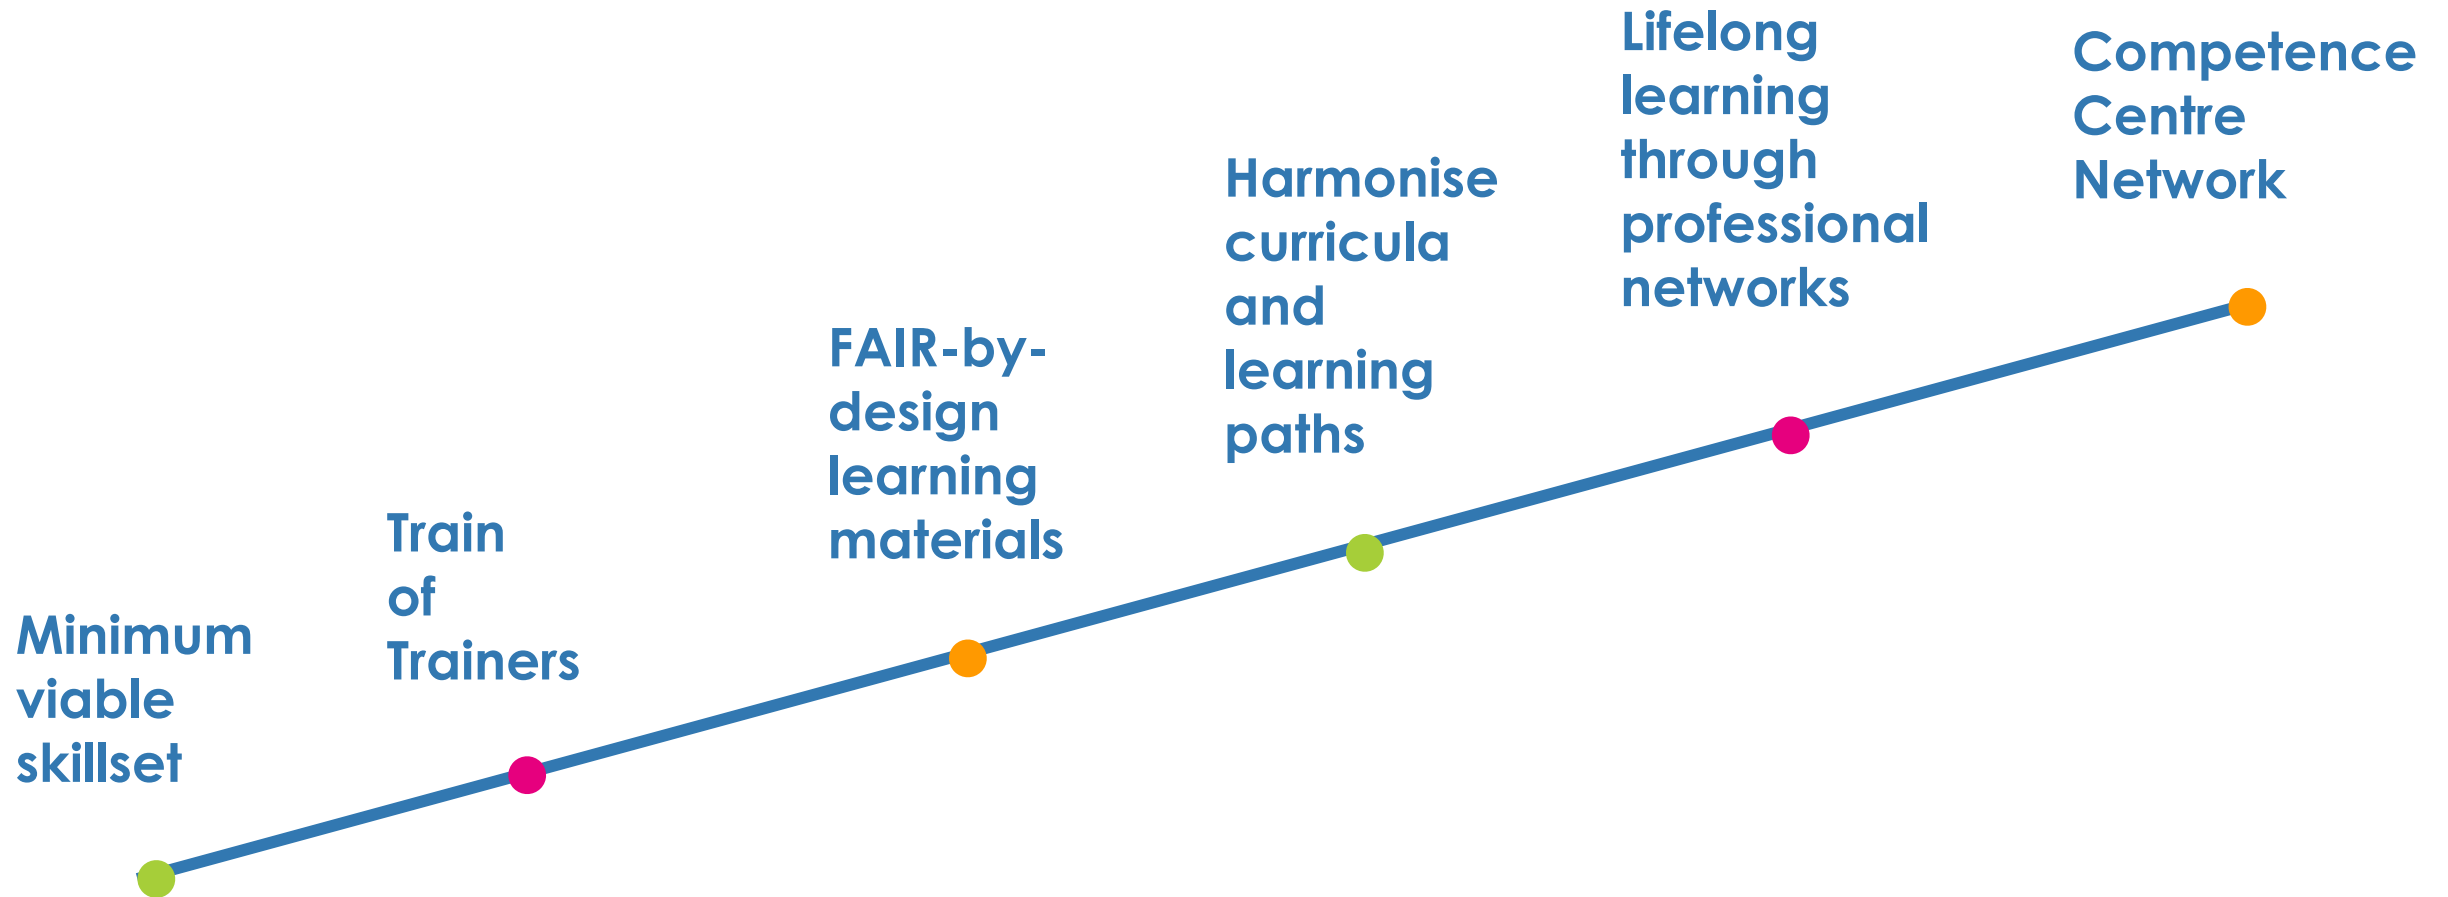 Minimum
viable
skillset
Train
of
Trainers
FAIR-by-
design
learning
materials
Harmonise
curricula
and
learning
paths
Lifelong
learning
through
professional
networks
Competence
Centre
Network